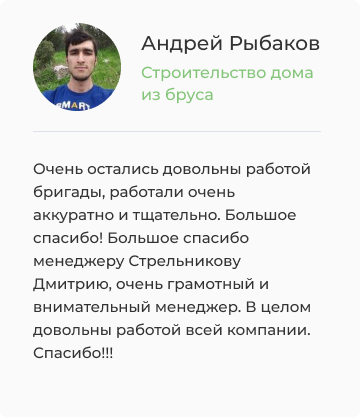 Андрей Рыбаков
Строительство дома
из бруса
Очень остались довольны работой
бригады, работали очень
аккуратно и тщательно. Большое
спасибо! Большое спасибо
менеджеру Стрельникову
Дмитрию, очень грамотный и
внимательный менеджер. В целом
довольны работой всей компании.
Спасибо!!!